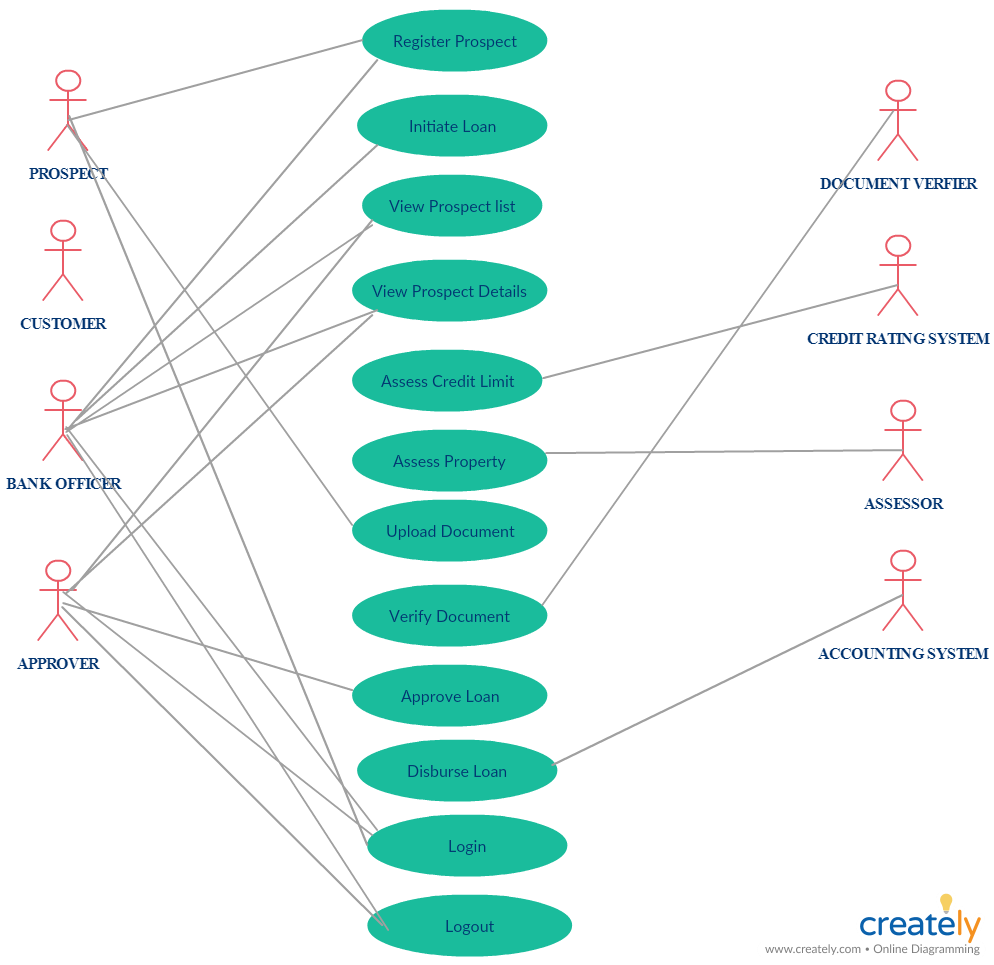 Register Prospect
Initiate Loan
View Prospect list
View Prospect Details
Assess Credit Limit
Assess Property
Upload Document
Verify Document
Approve Loan
Disburse Loan
Login
Logout
PROSPECT
CUSTOMER
BANK OFFICER
APPROVER
DOCUMENT VERFIER
CREDIT RATING SYSTEM
ASSESSOR
ACCOUNTING SYSTEM
creately
www.creately.com • Online Diagramming